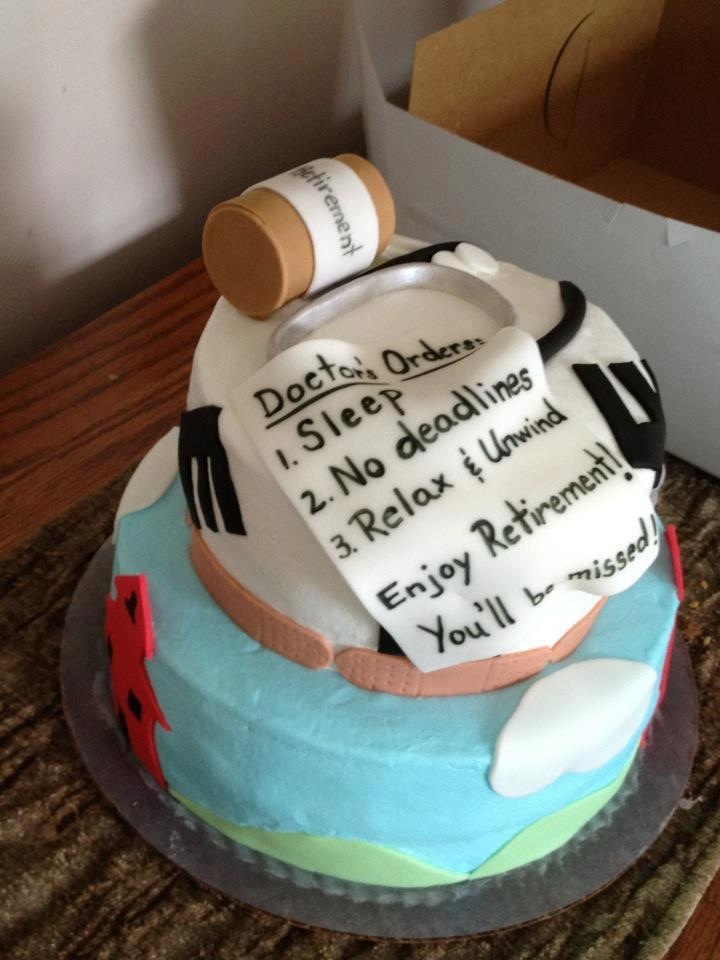 Retirement
Doctor's Orders:
1. Sleep
2. No deadlines
3. Relax & Unwind
Enjoy Retirement!
You'll be missed!